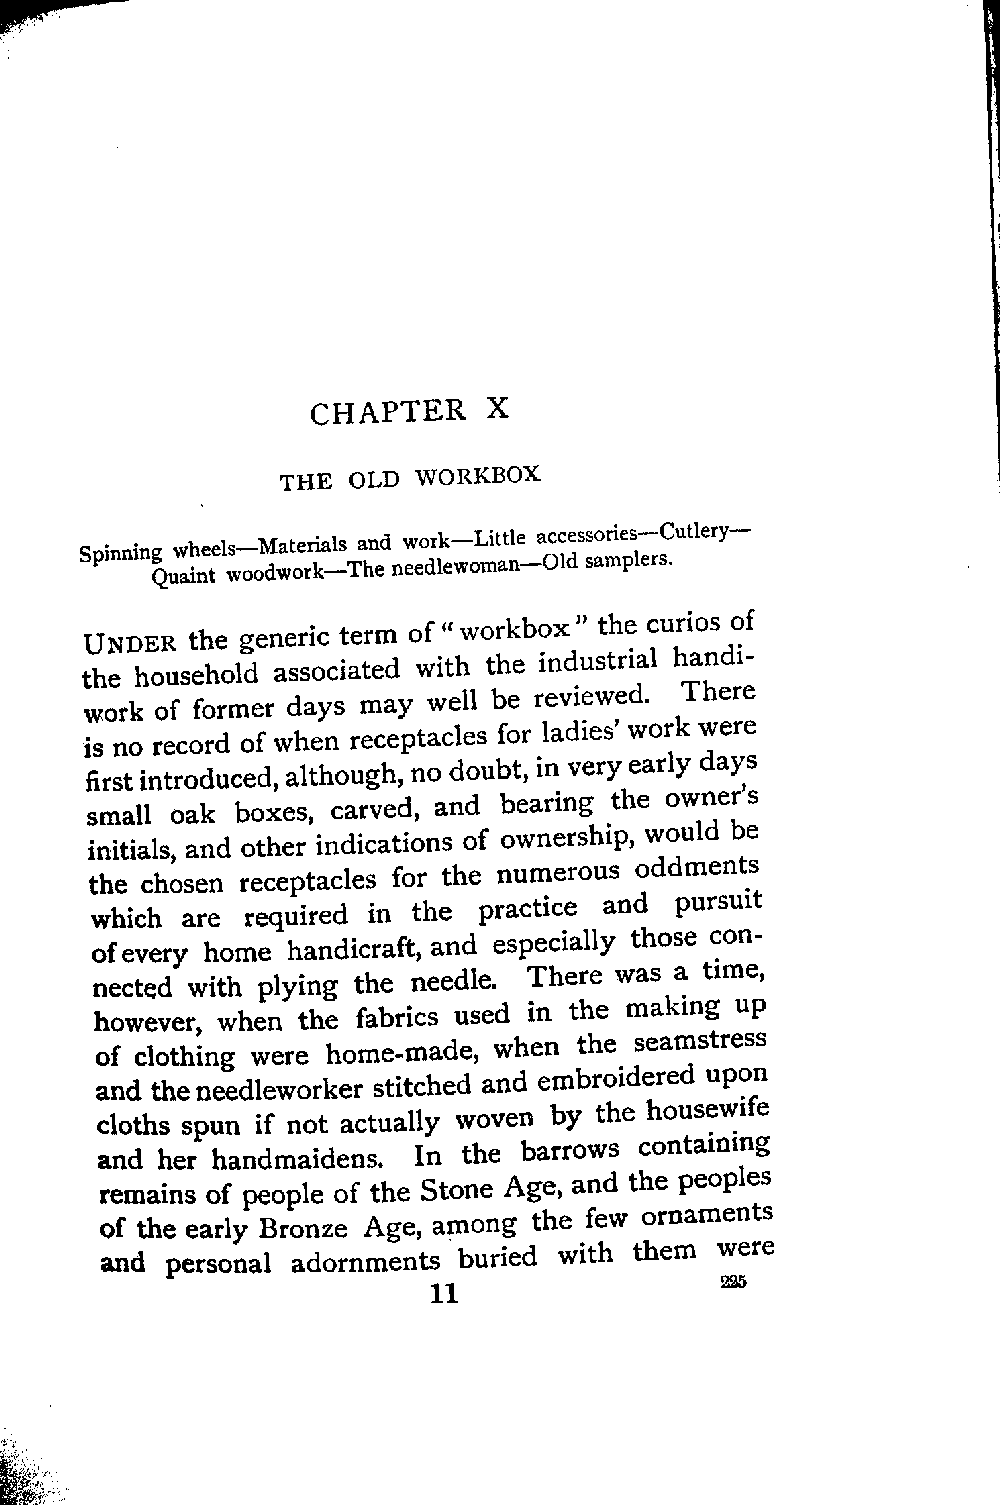 CHAPTER X
THE OLD WORKBOX
Spinning wheels—Materials and work—Little accessories—Cutlery—
Quaint woodwork—The needlewoman—Old samplers.
UNDER the generic term of "workbox" the curios of
the household associated with the industrial handi-
work of former days may well be reviewed. There
is no record of when receptacles for ladies' work were
first introduced, although, no doubt, in very early days
small oak boxes, carved, and bearing the owner's
initials, and other indications of ownership, would be
the chosen receptacles for the numerous oddments
which are required in the practice and pursuit
of every home handicraft, and especially those con-
nected with plying the needle. There was a time,
however, when the fabrics used in the making up
of clothing were home-made, when the seamstress
and the needleworker stitched and embroidered upon
cloths spun if not actually woven by the housewife
and her handmaidens. In the barrows containing
remains of people of the Stone Age, and the peoples
of the early Bronze Age, among the few ornaments
and personal adornments buried with them were
11 225